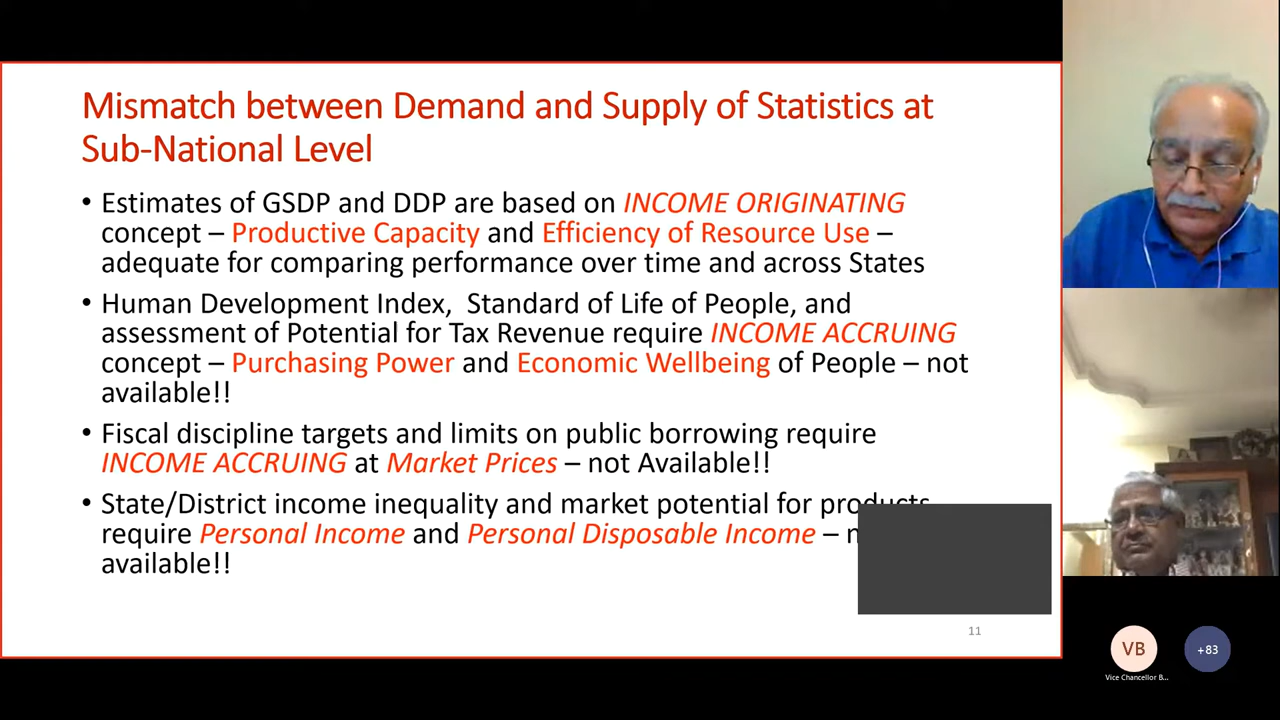 Mismatch between Demand and Supply of Statistics at
Sub-National Level
• Estimates of GSDP and DDP are based on INCOME ORIGINATING
concept – Productive Capacity and Efficiency of Resource Use –
adequate for comparing performance over time and across States
• Human Development Index, Standard of Life of People, and
assessment of Potential for Tax Revenue require INCOME ACCRUING
concept – Purchasing Power and Economic Wellbeing of People – not
available!!
• Fiscal discipline targets and limits on public borrowing require
INCOME ACCRUING at Market Prices – not Available!!
• State/District income inequality and market potential for products
require Personal Income and Personal Disposable Income –
available!!
11
VB
+83
Vice Chancellor B...